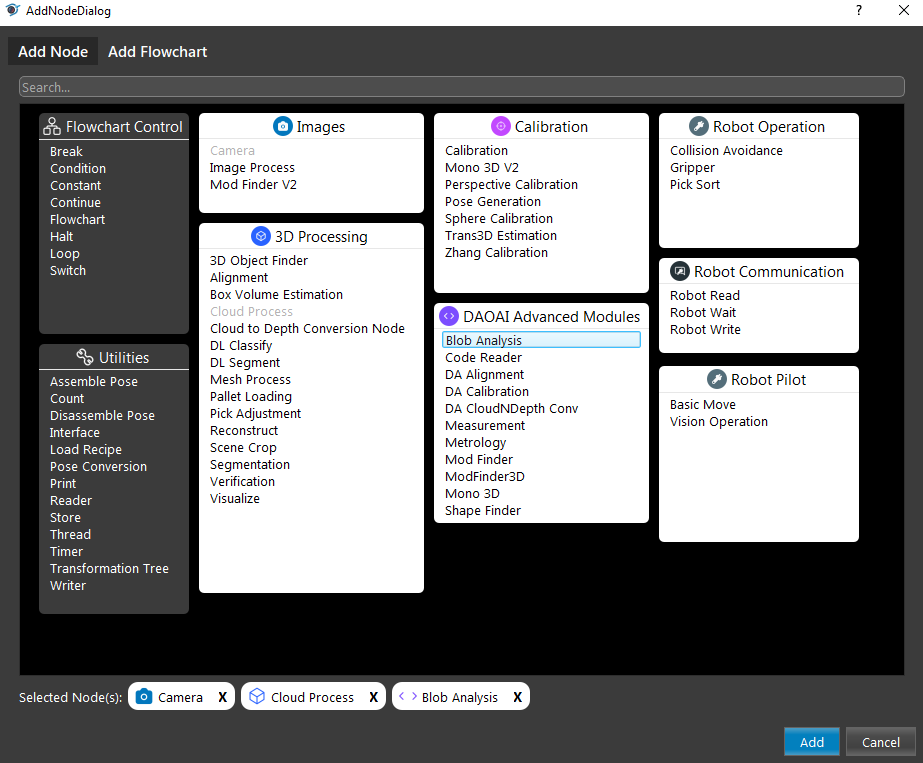 AddNodeDialog
?
Add Node Add Flowchart
Search...
Flowchart Control
Break
Condition
Constant
Continue
Flowchart
Halt
Loop
Switch
Utilities
Assemble Pose
Count
Disassemble Pose
Interface
Load Recipe
Pose Conversion
Print
Reader
Store
Thread
Timer
Transformation Tree
Writer
Images
Camera
Image Process
Mod Finder V2
3D Processing
3D Object Finder
Alignment
Box Volume Estimation
Cloud Process
Cloud to Depth Conversion Node
DL Classify
DL Segment
Mesh Process
Pallet Loading
Pick Adjustment
Reconstruct
Scene Crop
Segmentation
Verification
Visualize
Calibration
Calibration
Mono 3D V2
Perspective Calibration
Pose Generation
Sphere Calibration
Trans3D Estimation
Zhang Calibration
DAOAI Advanced Modules
Blob Analysis
Code Reader
DA Alignment
DA Calibration
DA CloudNDepth Conv
Measurement
Metrology
Mod Finder
ModFinder3D
Mono 3D
Shape Finder
Robot Operation
Collision Avoidance
Gripper
Pick Sort
Robot Communication
Robot Read
Robot Wait
Robot Write
Robot Pilot
Basic Move
Vision Operation
Selected Node(s): Camera X Cloud Process X Blob Analysis X
Add Cancel